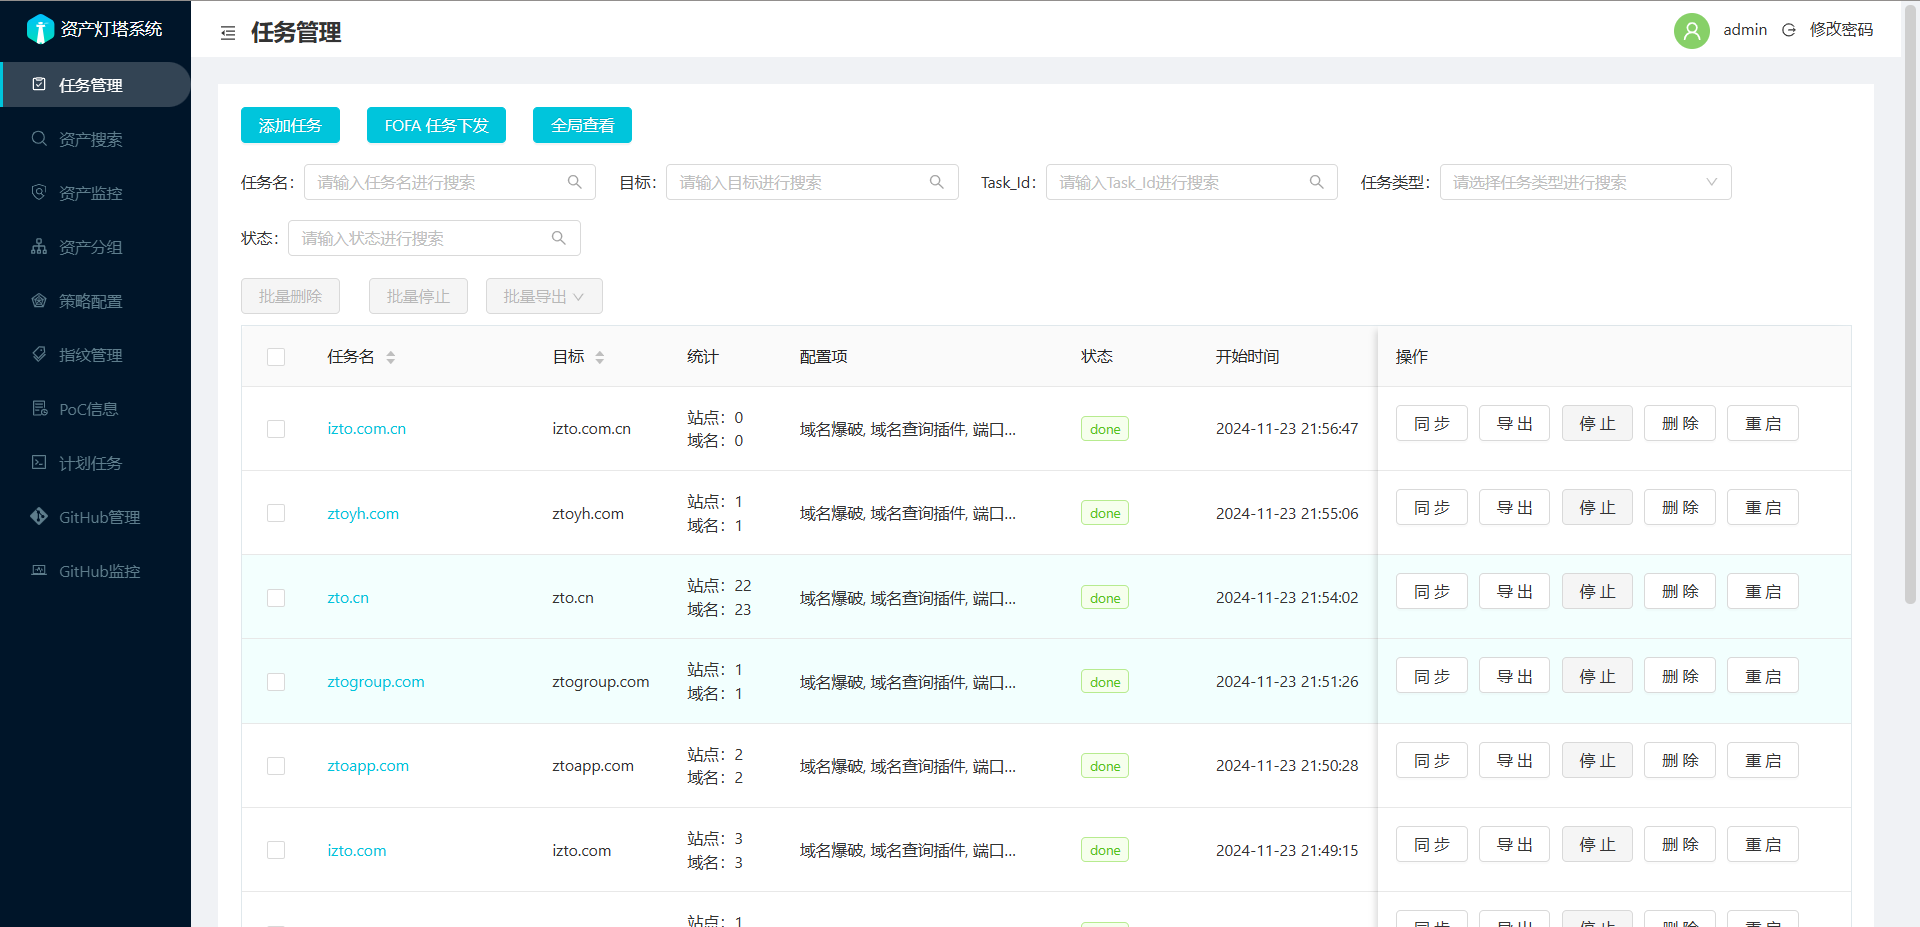 资产灯塔系统
任务管理
admin 修改密码
任务管理
资产搜索
资产监控
资产分组
策略配置
指纹管理
PoC信息
计划任务
GitHub管理
GitHub监控
添加任务 FOFA 任务下发 全局查看
任务名： 请输入任务名进行搜索 目标： 请输入目标进行搜索 Task_Id： 请输入Task_Id进行搜索 任务类型： 请选择任务类型进行搜索
状态： 请输入状态进行搜索
批量删除 批量停止 批量导出
任务名 目标 统计 配置项 状态 开始时间 操作
izto.com.cn izto.com.cn 站点：0 域名爆破, 域名查询插件, 端口... done 2024-11-23 21:56:47 同 步 导 出 停 止 删 除 重 启
域名：0
ztoyh.com ztoyh.com 站点：1 域名爆破, 域名查询插件, 端口... done 2024-11-23 21:55:06 同 步 导 出 停 止 删 除 重 启
域名：1
zto.cn zto.cn 站点：22 域名爆破, 域名查询插件, 端口... done 2024-11-23 21:54:02 同 步 导 出 停 止 删 除 重 启
域名：23
ztogroup.com ztogroup.com 站点：1 域名爆破, 域名查询插件, 端口... done 2024-11-23 21:51:26 同 步 导 出 停 止 删 除 重 启
域名：1
ztoapp.com ztoapp.com 站点：2 域名爆破, 域名查询插件, 端口... done 2024-11-23 21:50:28 同 步 导 出 停 止 删 除 重 启
域名：2
izto.com izto.com 站点：3 域名爆破, 域名查询插件, 端口... done 2024-11-23 21:49:15 同 步 导 出 停 止 删 除 重 启
域名：3
站点：1 同 步 导 出 停 止 删 除 重 启